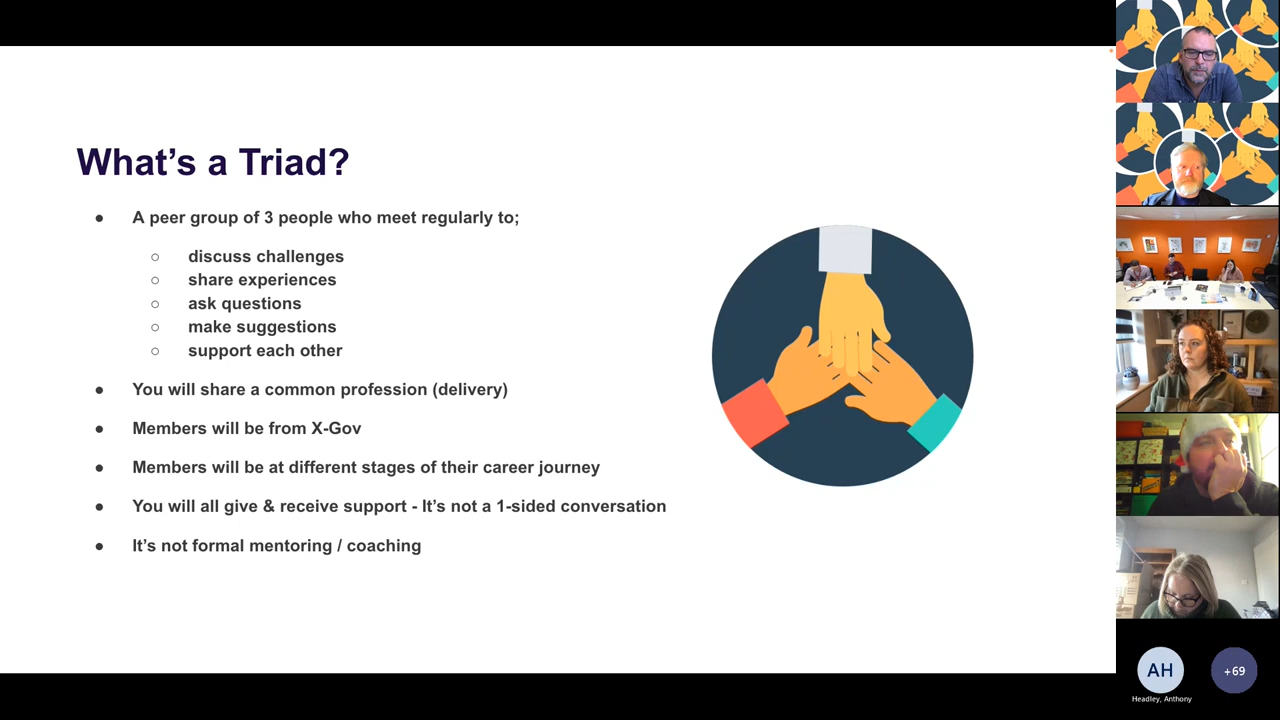 What’s a Triad?
● A peer group of 3 people who meet regularly to;
○ discuss challenges
○ share experiences
○ ask questions
○ make suggestions
○ support each other
● You will share a common profession (delivery)
● Members will be from X-Gov
● Members will be at different stages of their career journey
● You will all give & receive support - It’s not a 1-sided conversation
● It’s not formal mentoring / coaching
AH
+69
Headley, Anthony